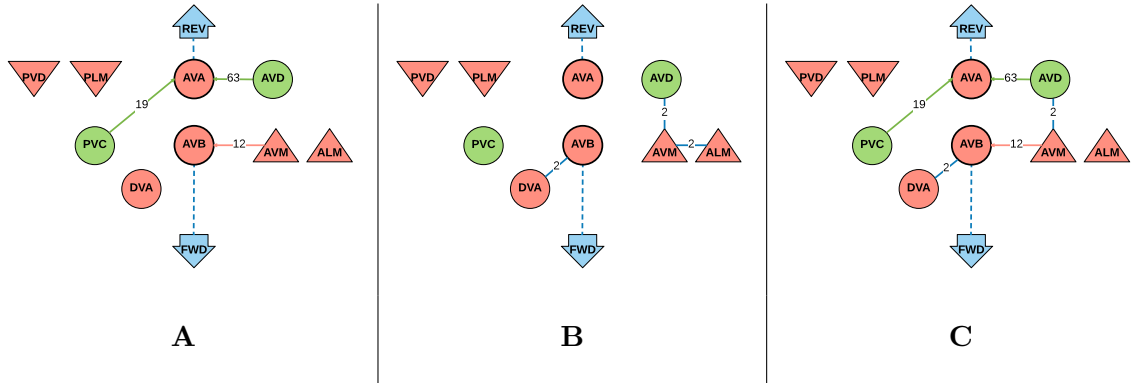 REV
PVD PLM AVA 63 AVD
19
PVC AVB 12 AVM ALM
DVA
FWD
A
REV
PVD PLM AVA AVD
2
PVC AVB AVM 2 ALM
2
DVA
FWD
B
REV
PVD PLM AVA 63 AVD
19 2
PVC AVB 12 AVM ALM
2
DVA
FWD
C